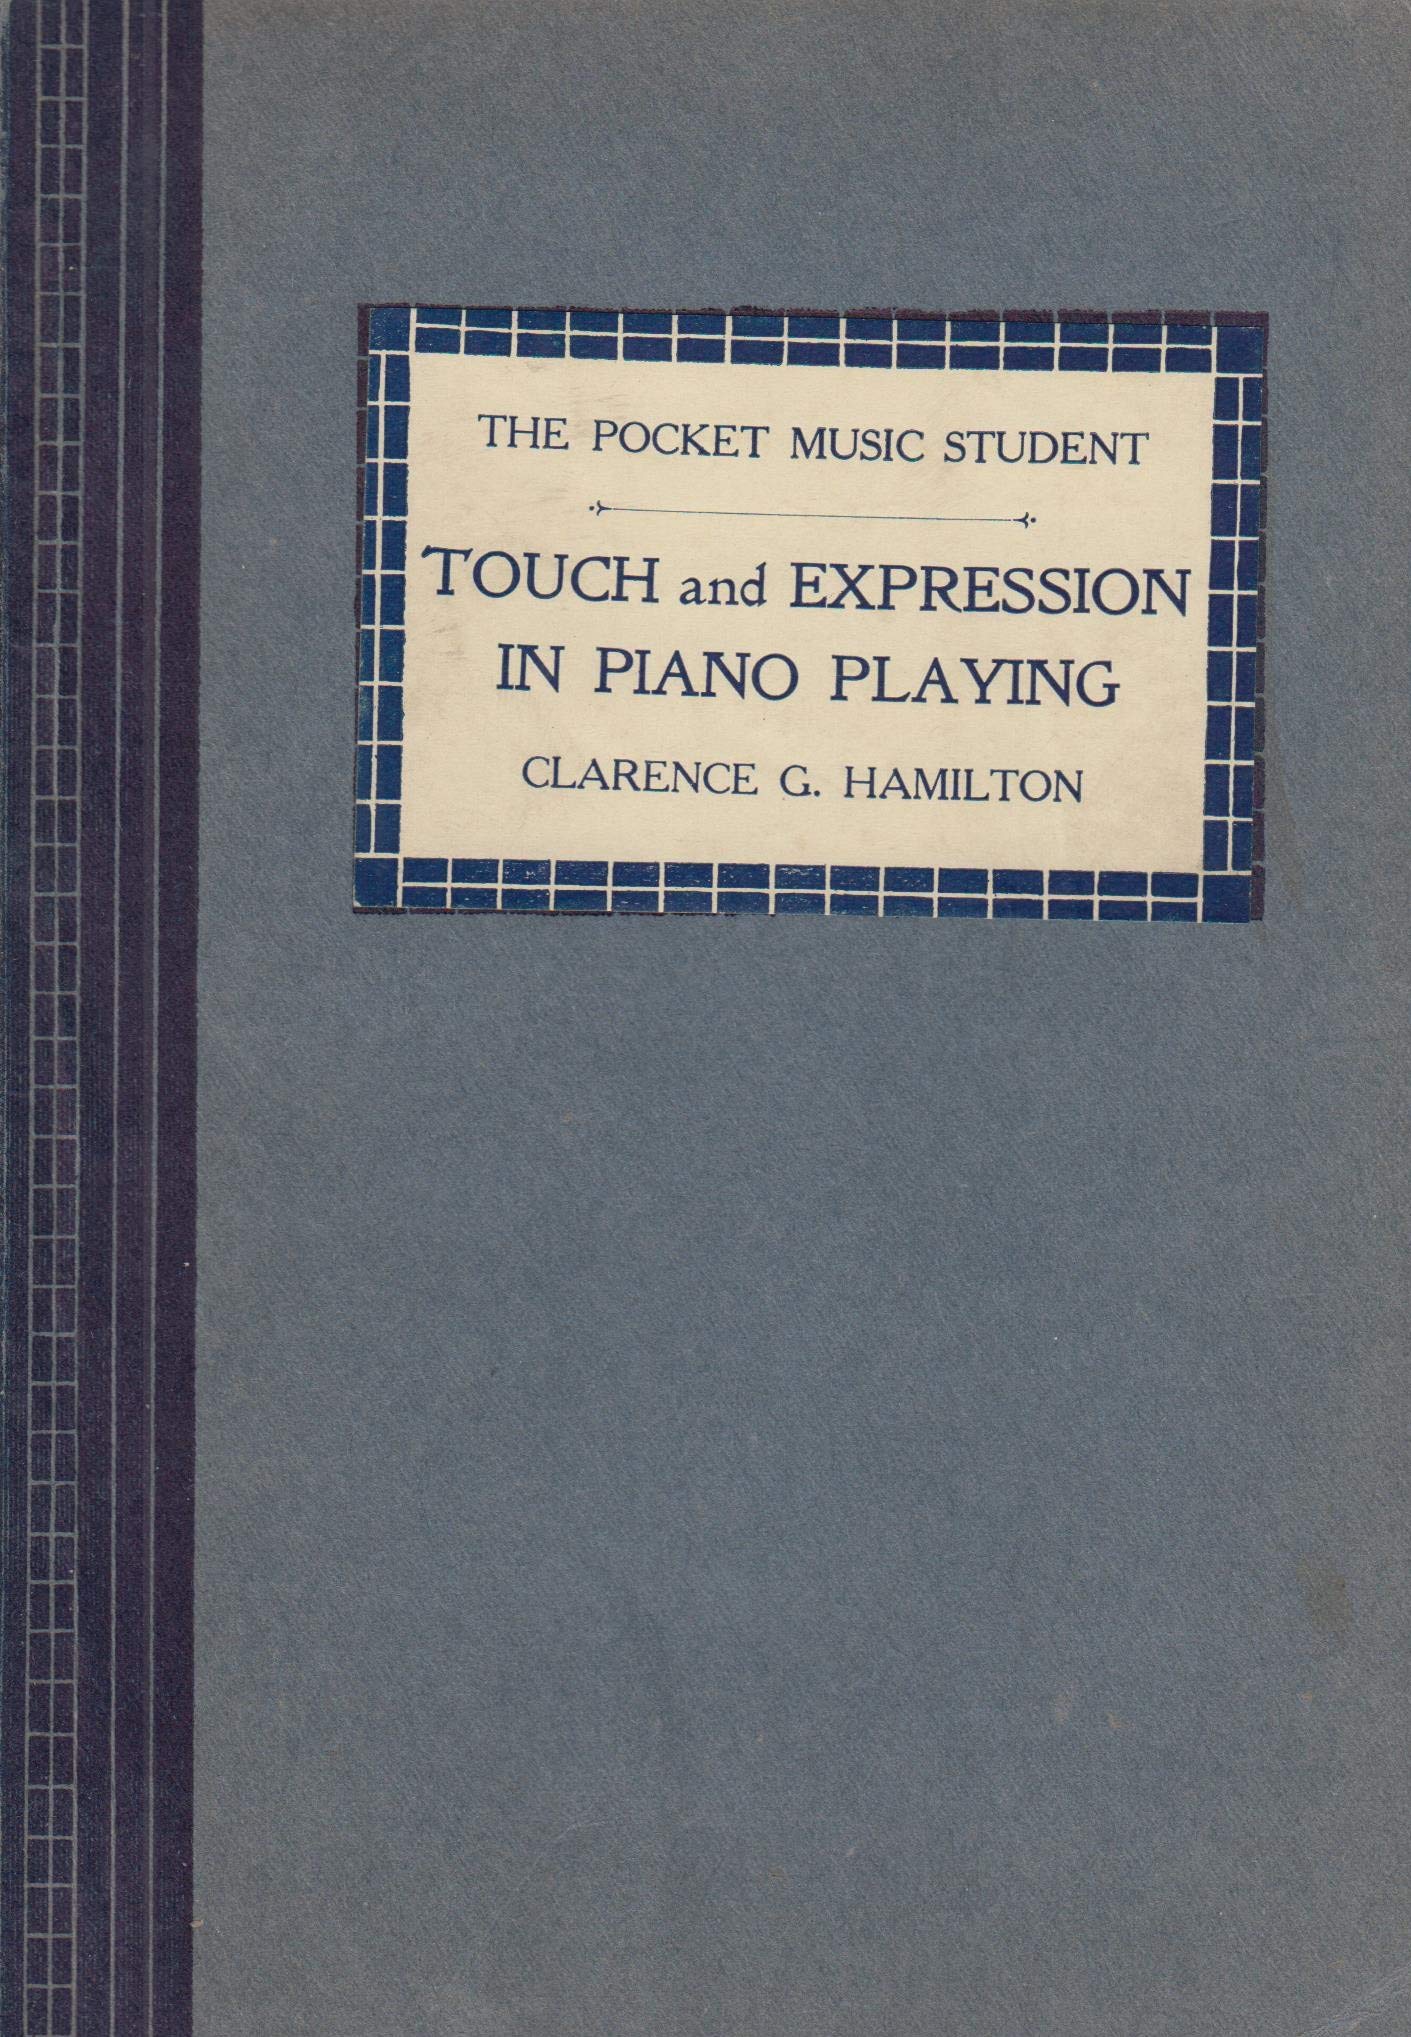 THE POCKET MUSIC STUDENT
TOUCH and EXPRESSION
IN PIANO PLAYING
CLARENCE G. HAMILTON